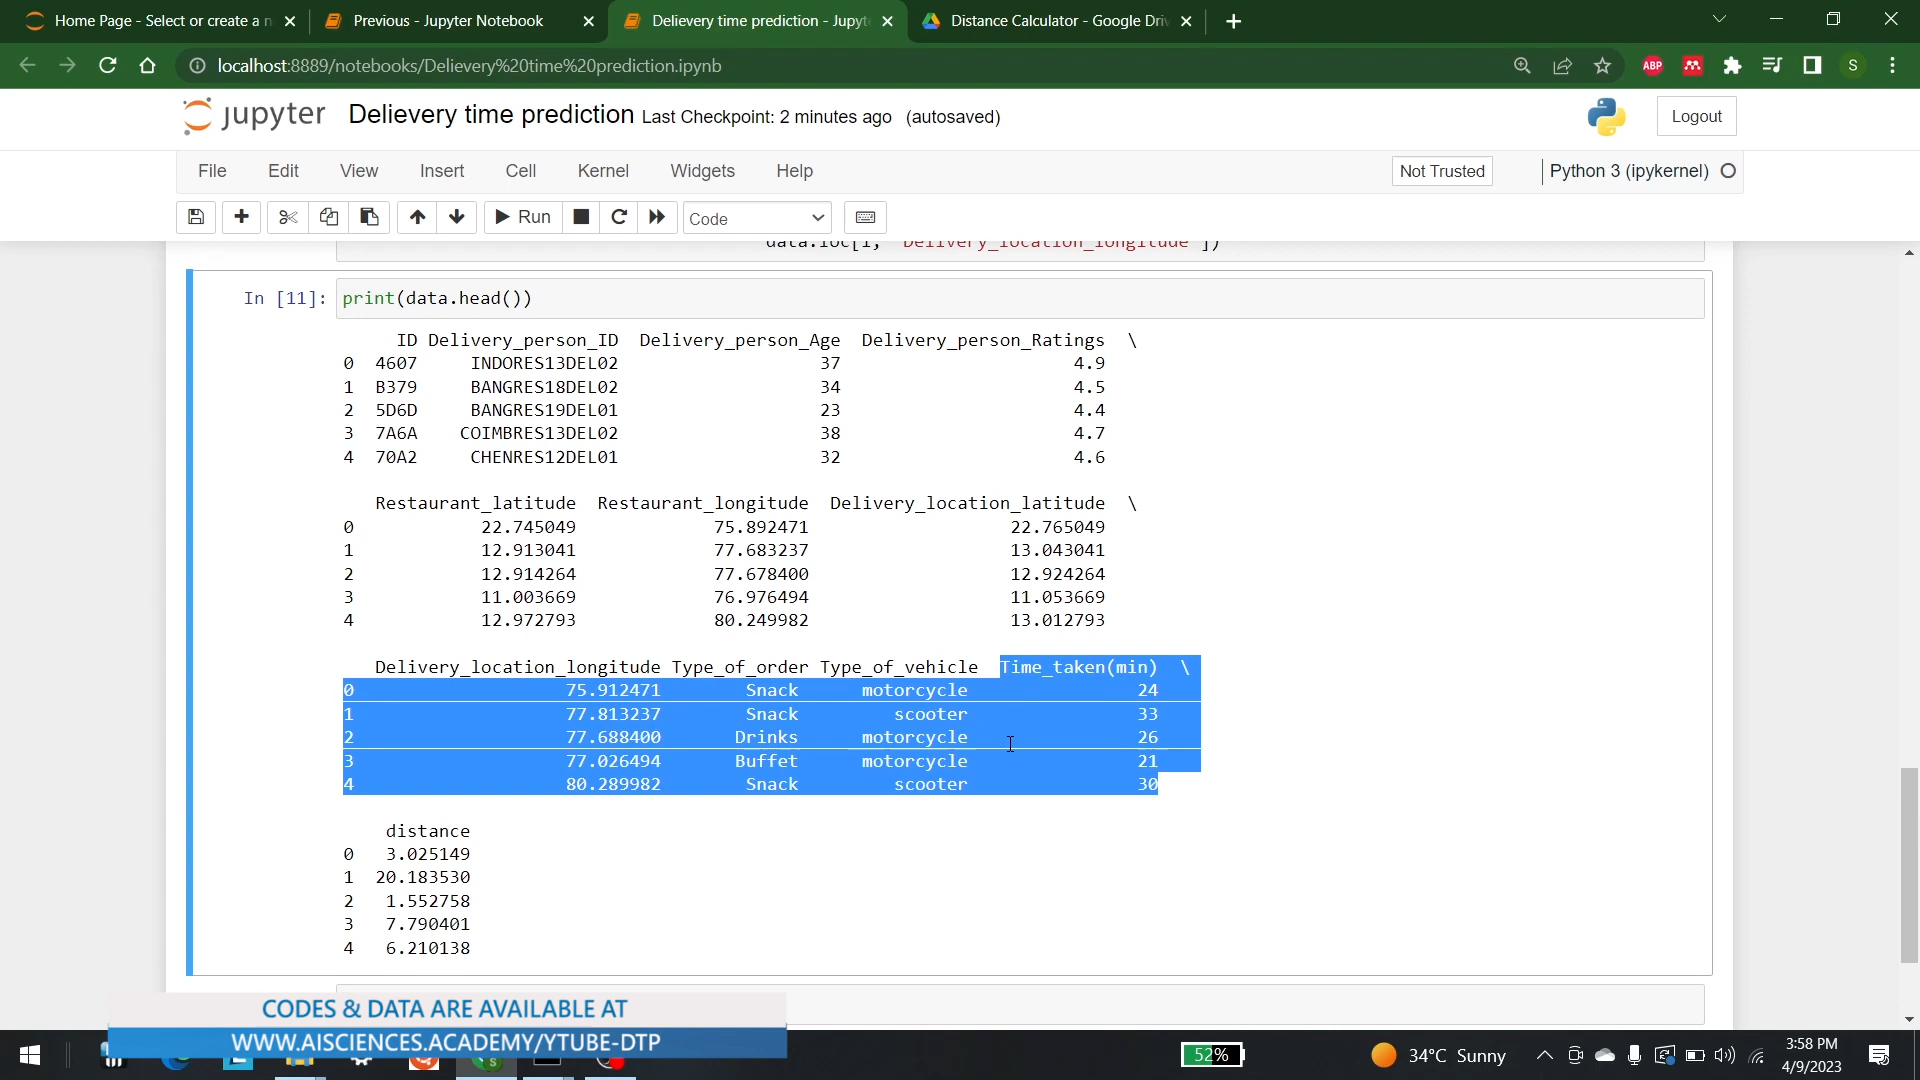 Home Page - Select or create a n
Previous - Jupyter Notebook
Delievery time prediction - Jupyt
Distance Calculator - Google Driv
localhost:8889/notebooks/Delievery%20time%20prediction.ipynb
ABP
S
jupyter Delievery time prediction Last Checkpoint: 2 minutes ago (autosaved)
Logout
File Edit View Insert Cell Kernel Widgets Help
Not Trusted
Python 3 (ipykernel)
Run
Code
data.loc[i, 'Delivery_location_longitude'])
In [11]: print(data.head())
ID Delivery_person_ID Delivery_person_Age Delivery_person_Ratings \
0 4607 INDORES13DEL02 37 4.9
1 B379 BANGRES18DEL02 34 4.5
2 5D6D BANGRES19DEL01 23 4.4
3 7A6A COIMBRES13DEL02 38 4.7
4 70A2 CHENRES12DEL01 32 4.6
Restaurant_latitude Restaurant_longitude Delivery_location_latitude \
0 22.745049 75.892471 22.765049
1 12.913041 77.683237 13.043041
2 12.914264 77.678400 12.924264
3 11.003669 76.976494 11.053669
4 12.972793 80.249982 13.012793
Delivery_location_longitude Type_of_order Type_of_vehicle Time_taken(min) \
0 75.912471 Snack motorcycle 24
1 77.813237 Snack scooter 33
2 77.688400 Drinks motorcycle 26
3 77.026494 Buffet motorcycle 21
4 80.289982 Snack scooter 30
distance
0 3.025149
1 20.183530
2 1.552758
3 7.790401
4 6.210138
CODES & DATA ARE AVAILABLE AT
WWW.AISCIENCES.ACADEMY/YTUBE-DTP
52%
34°C Sunny
3:58 PM
4/9/2023